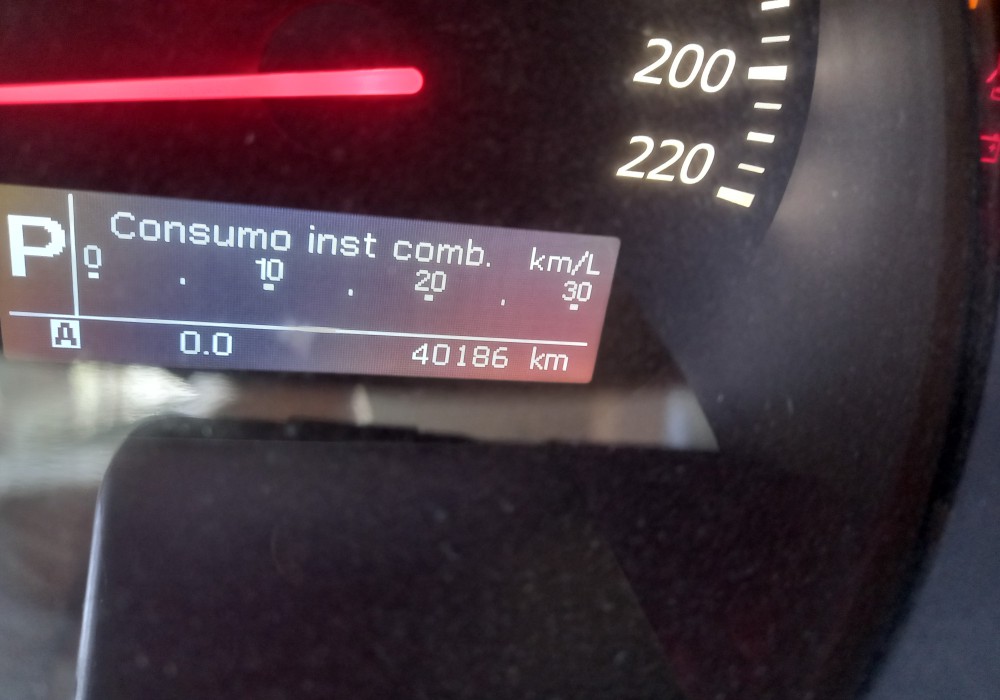 200
220
P
Consumo inst comb. km/L
0 . 10 . 20 . 30
A 0.0 40186 km